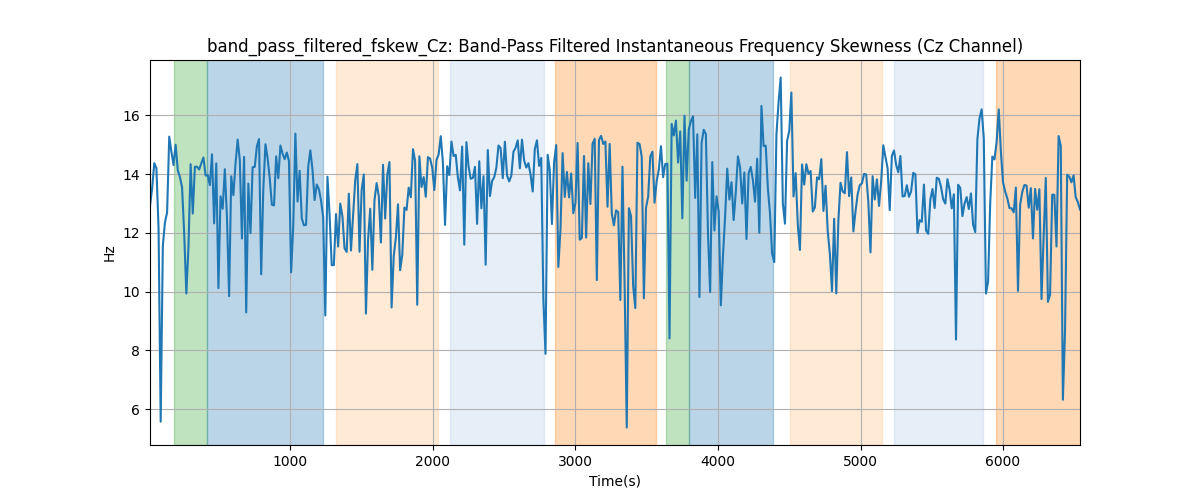 band_pass_filtered_fskew_Cz: Band-Pass Filtered Instantaneous Frequency Skewness (Cz Channel)
16
14
12
10
8
6
Hz
1000 2000 3000 4000 5000 6000
Time(s)